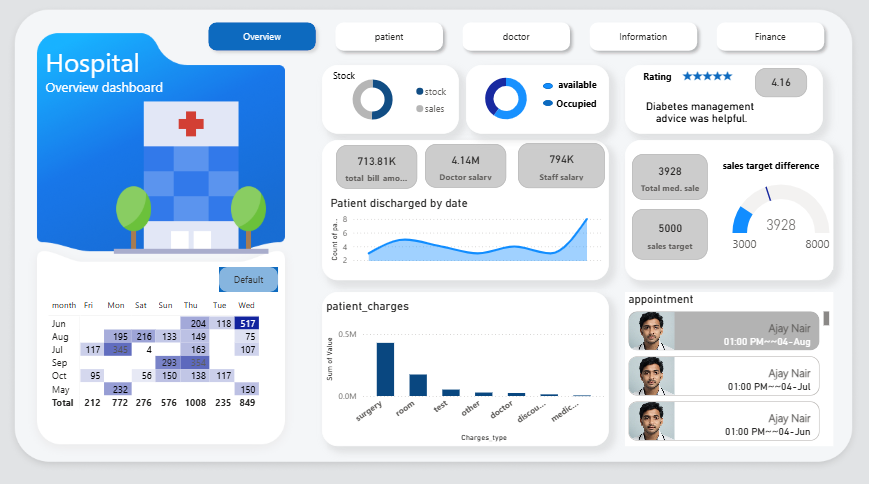 Overview
patient
doctor
Information
Finance
Hospital
Overview dashboard
Default
month Fri Mon Sat Sun Thu Tue Wed
Jun 204 118 517
Aug 195 216 133 149 75
Jul 117 345 4 163 107
Sep 293 354
Oct 95 56 150 138 117
May 232 150
Total 212 772 276 576 1008 235 849
Stock
stock
sales
available
Occupied
Rating
4.16
Diabetes management
advice was helpful.
713.81K
total_bill_amo...
4.14M
Doctor salary
794K
Staff salary
Patient discharged by date
Count of pa...
8
6
4
2
3928
Total med. sale
5000
sales target
sales target difference
3928
3000
8000
patient_charges
Sum of Value
0.5M
0.0M
surgery
room
test
other
doctor
discou...
medic...
Charges_type
appointment
Ajay Nair
01:00 PM~~04-Aug
Ajay Nair
01:00 PM~~04-Jul
Ajay Nair
01:00 PM~~04-Jun